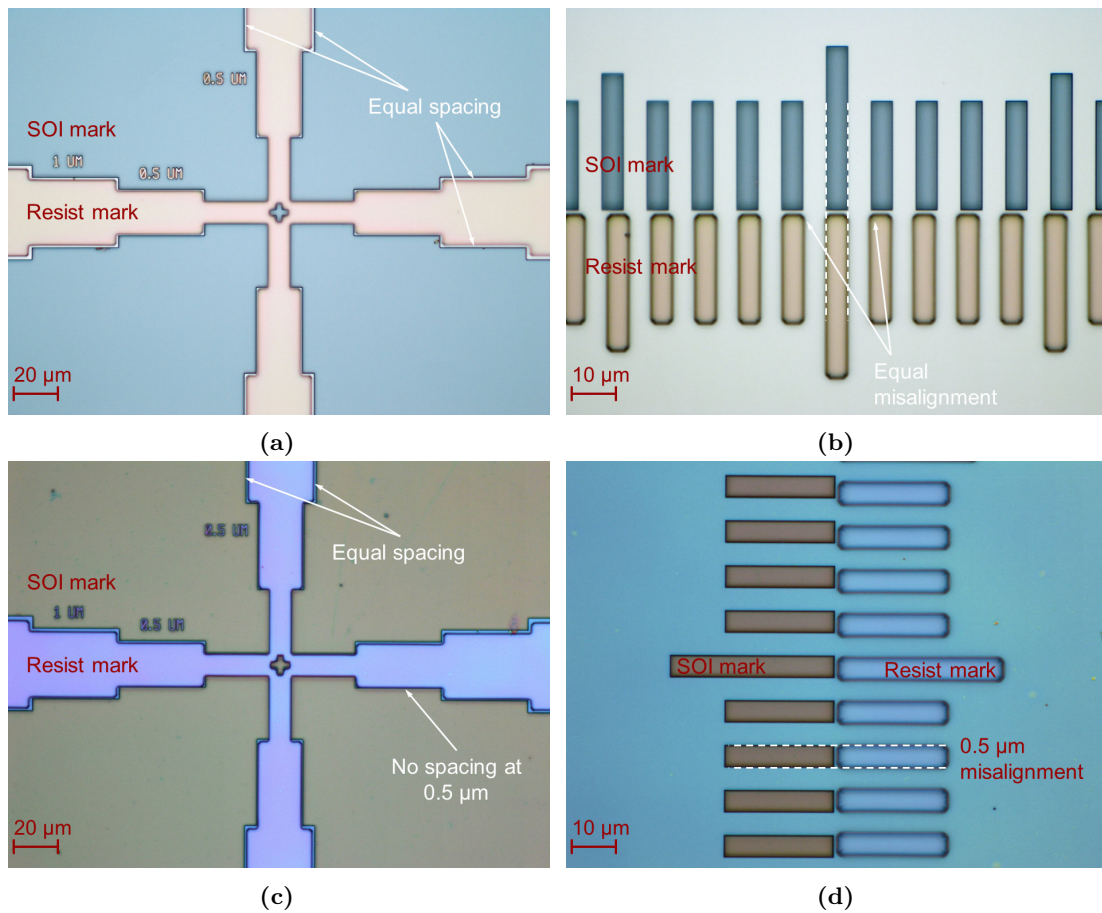 0.5 UM
Equal spacing
SOI mark
1 UM
0.5 UM
Resist mark
20 µm
(a)
SOI mark
Resist mark
10 µm
Equal
misalignment
(b)
0.5 UM
Equal spacing
SOI mark
1 UM
0.5 UM
Resist mark
No spacing at
0.5 µm
20 µm
(c)
SOI mark
Resist mark
0.5 µm
misalignment
10 µm
(d)